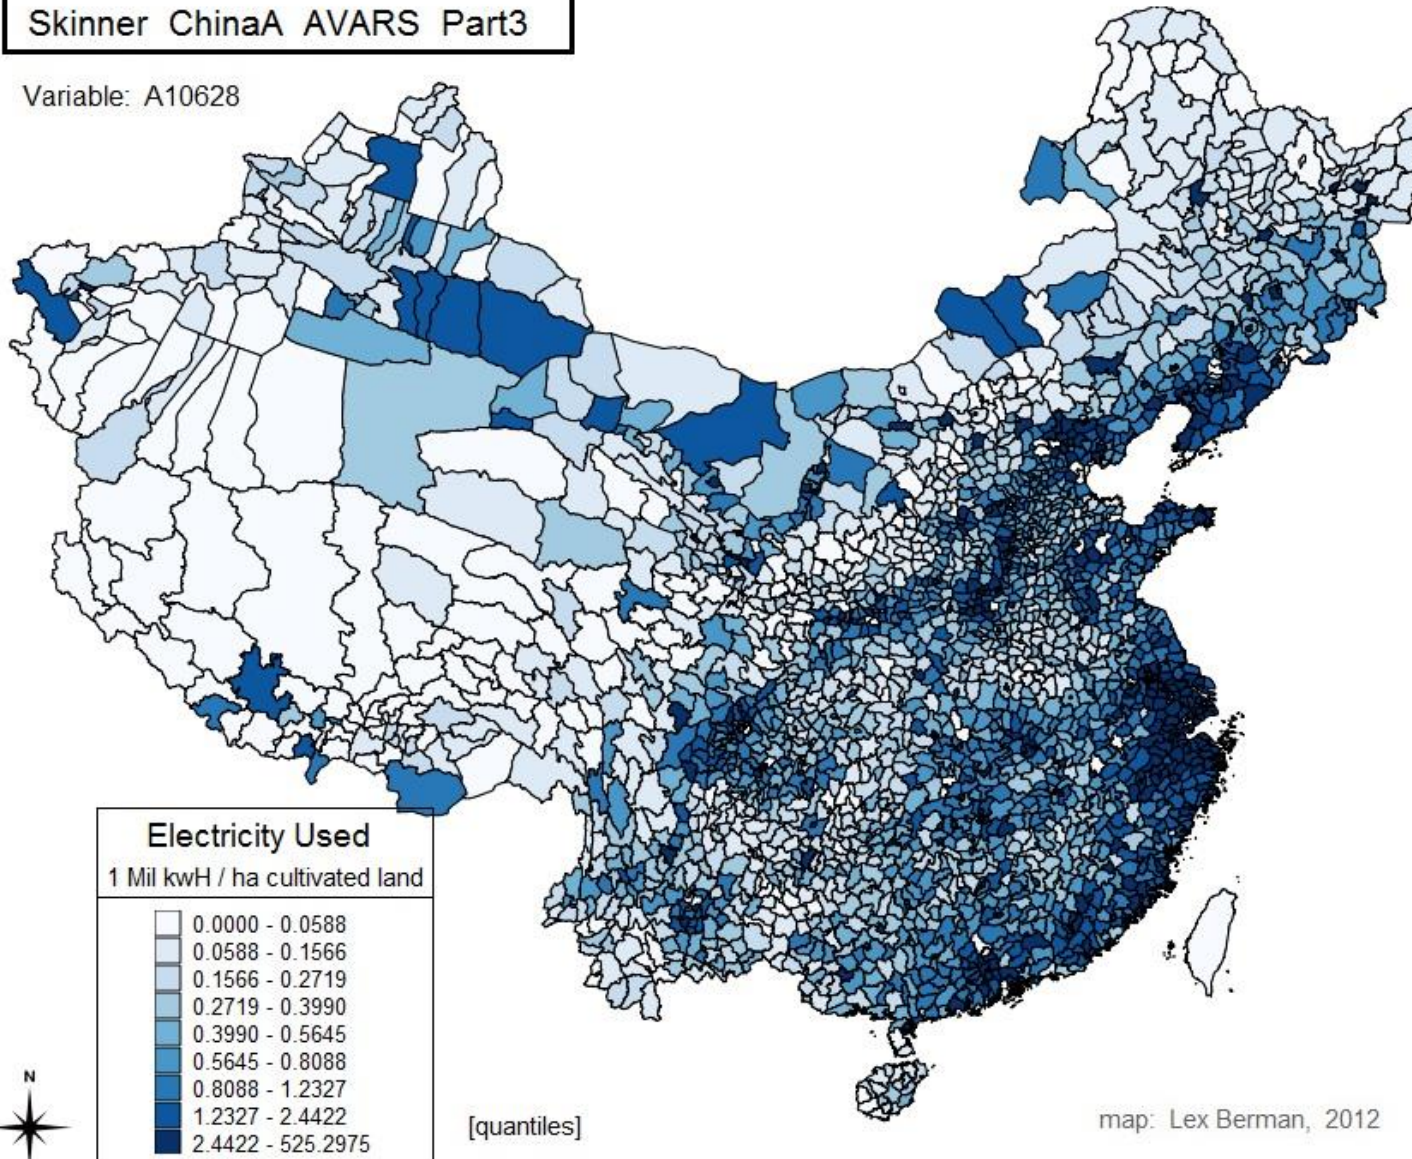 Skinner ChinaA AVARS Part3
Variable: A10628
Electricity Used
1 Mil kwH / ha cultivated land
0.0000 - 0.0588
0.0588 - 0.1566
0.1566 - 0.2719
0.2719 - 0.3990
0.3990 - 0.5645
0.5645 - 0.8088
0.8088 - 1.2327
1.2327 - 2.4422
2.4422 - 525.2975
N
[quantiles]
map: Lex Berman, 2012